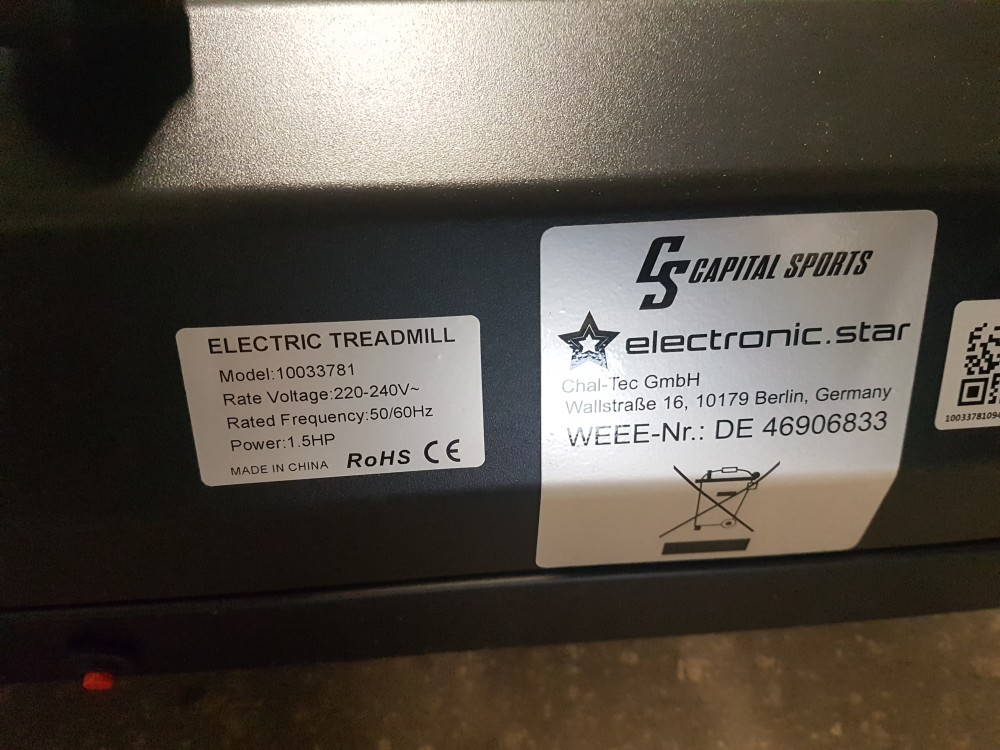 ELECTRIC TREADMILL
Model:10033781
Rate Voltage:220-240V~
Rated Frequency:50/60Hz
Power:1.5HP
MADE IN CHINA RoHS CE
CS CAPITAL SPORTS
electronic.star
Chal-Tec GmbH
Wallstraße 16, 10179 Berlin, Germany
WEEE-Nr.: DE 46906833
1003378109